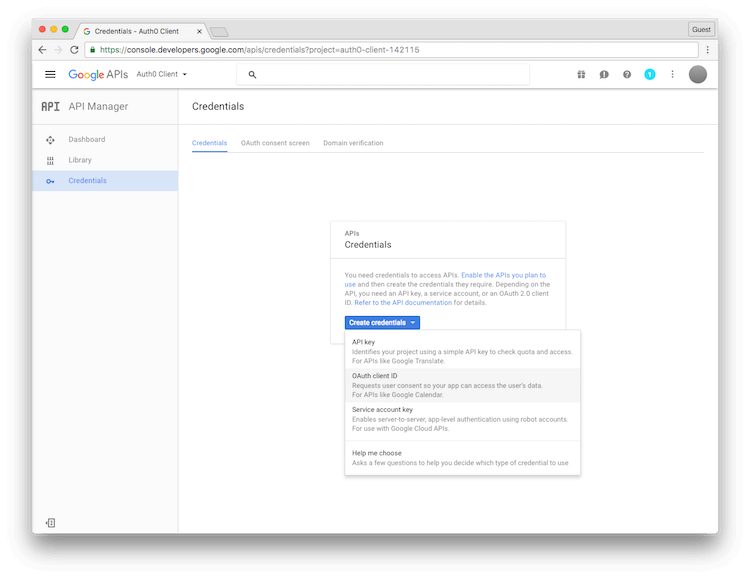 Credentials - Auth0 Client
Guest
https://console.developers.google.com/apis/credentials?project=auth0-client-142115
Google APIs
Auth0 Client
1
API
API Manager
Credentials
Dashboard
Library
Credentials
Credentials
OAuth consent screen
Domain verification
APIs
Credentials
You need credentials to access APIs. Enable the APIs you plan to
use and then create the credentials they require. Depending on the
API, you need an API key, a service account, or an OAuth 2.0 client
ID. Refer to the API documentation for details.
Create credentials
API key
Identifies your project using a simple API key to check quota and access.
For APIs like Google Translate.
OAuth client ID
Requests user consent so your app can access the user's data.
For APIs like Google Calendar.
Service account key
Enables server-to-server, app-level authentication using robot accounts.
For use with Google Cloud APIs.
Help me choose
Asks a few questions to help you decide which type of credential to use